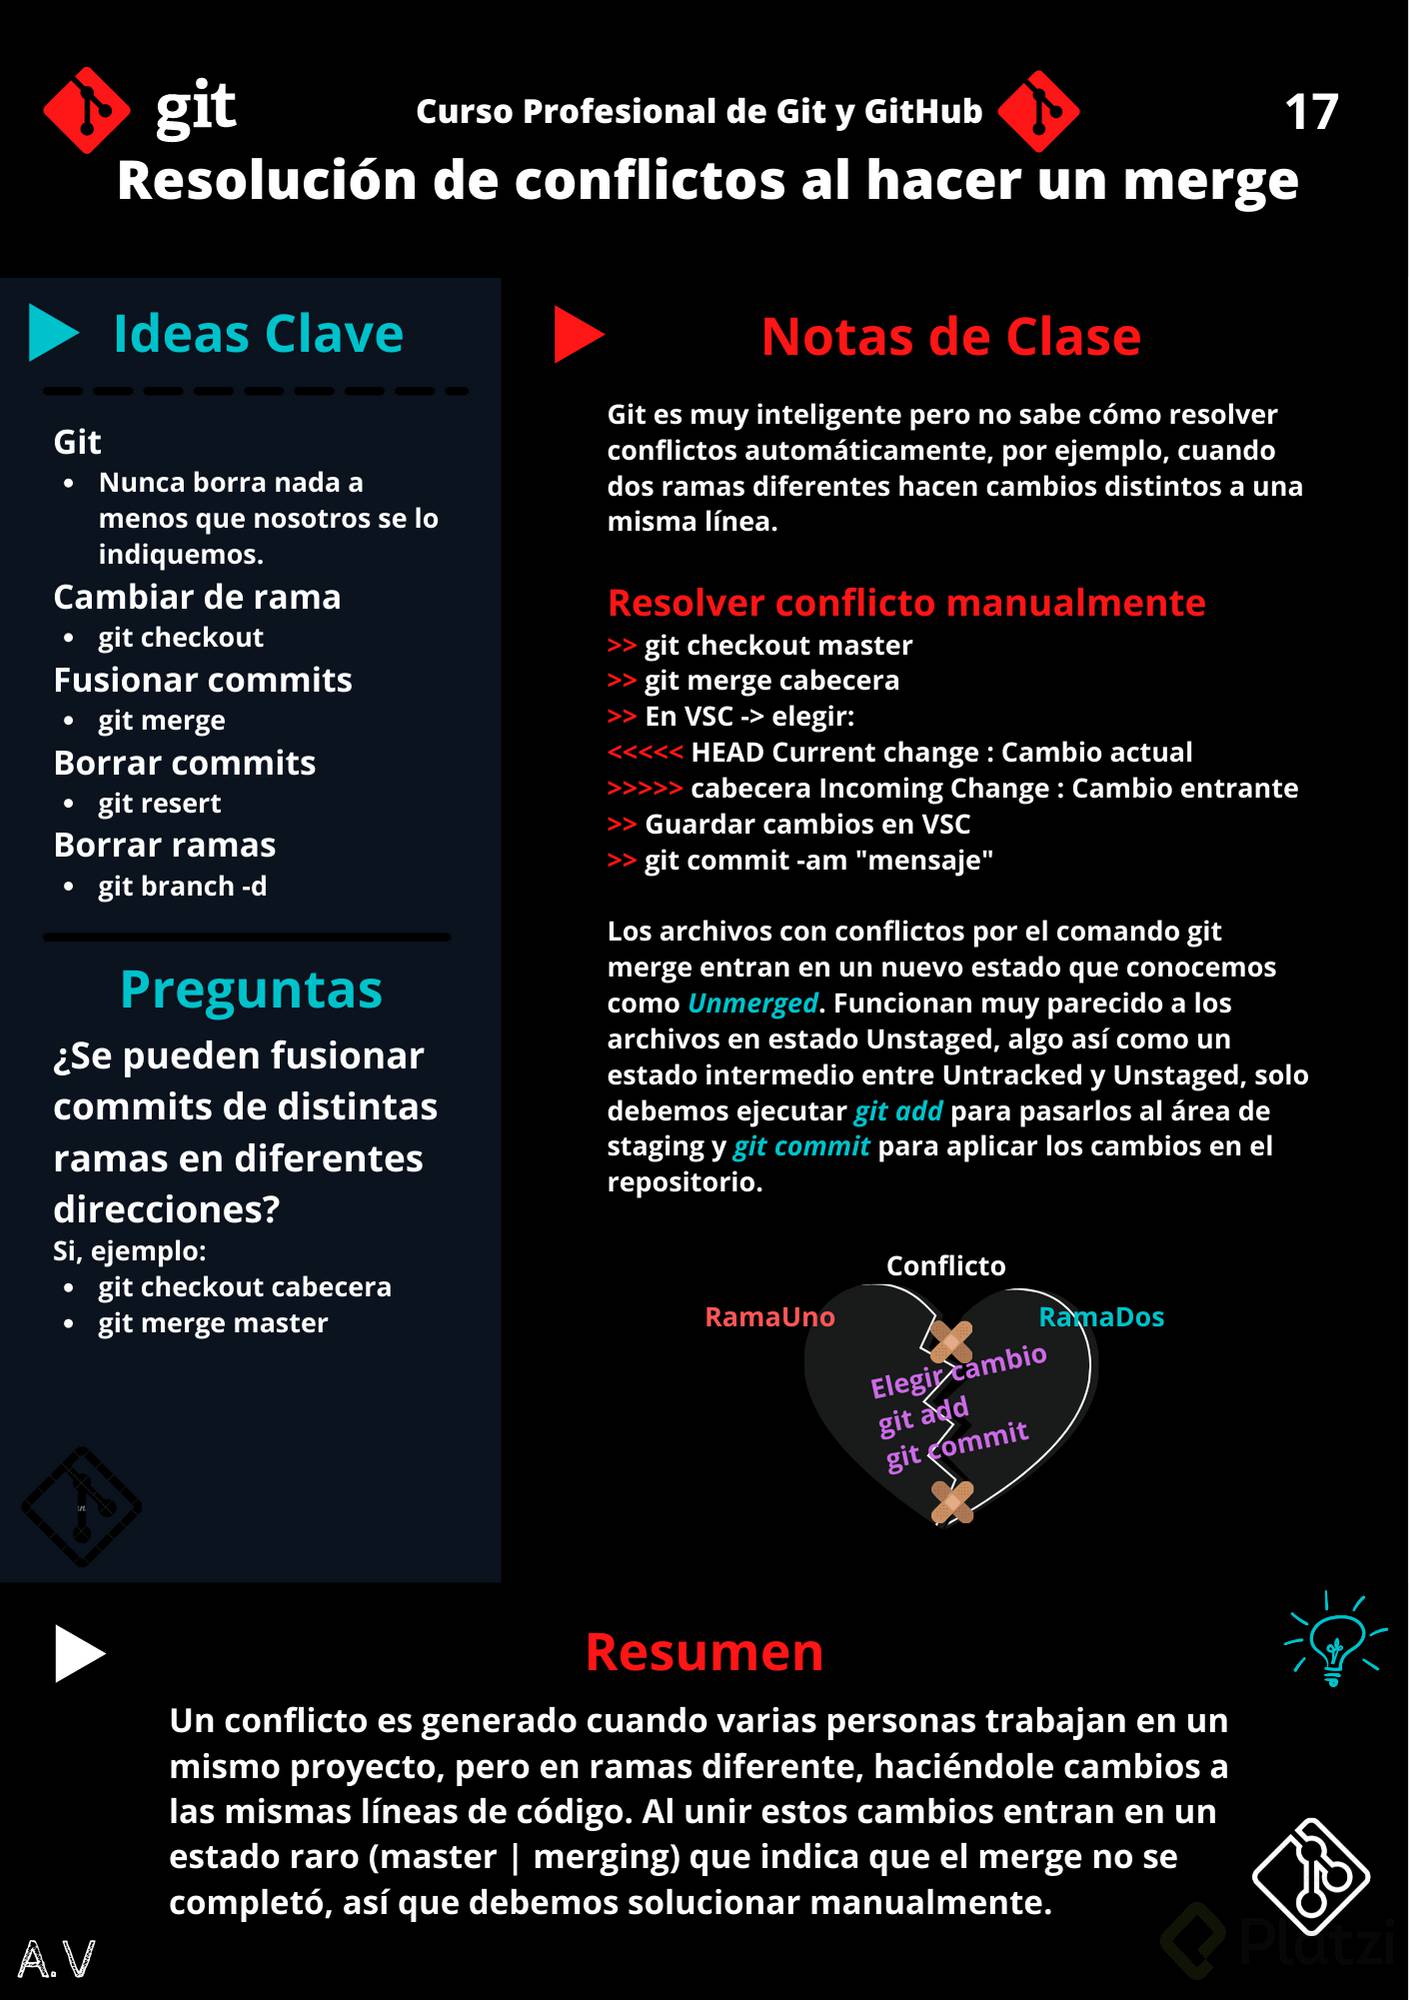 git
Curso Profesional de Git y GitHub
17
Resolución de conflictos al hacer un merge
Ideas Clave
Git
• Nunca borra nada a
menos que nosotros se lo
indiquemos.
Cambiar de rama
• git checkout
Fusionar commits
• git merge
Borrar commits
• git resert
Borrar ramas
• git branch -d
Preguntas
¿Se pueden fusionar
commits de distintas
ramas en diferentes
direcciones?
Si, ejemplo:
• git checkout cabecera
• git merge master
Notas de Clase
Git es muy inteligente pero no sabe cómo resolver
conflictos automáticamente, por ejemplo, cuando
dos ramas diferentes hacen cambios distintos a una
misma línea.
Resolver conflicto manualmente
>> git checkout master
>> git merge cabecera
>> En VSC -> elegir:
<<<<< HEAD Current change : Cambio actual
>>>>> cabecera Incoming Change : Cambio entrante
>> Guardar cambios en VSC
>> git commit -am "mensaje"
Los archivos con conflictos por el comando git
merge entran en un nuevo estado que conocemos
como Unmerged. Funcionan muy parecido a los
archivos en estado Unstaged, algo así como un
estado intermedio entre Untracked y Unstaged, solo
debemos ejecutar git add para pasarlos al área de
staging y git commit para aplicar los cambios en el
repositorio.
Conflicto
RamaUno
RamaDos
Elegir cambio
git add
git commit
Resumen
Un conflicto es generado cuando varias personas trabajan en un
mismo proyecto, pero en ramas diferente, haciéndole cambios a
las mismas líneas de código. Al unir estos cambios entran en un
estado raro (master | merging) que indica que el merge no se
completó, así que debemos solucionar manualmente.
A.V
Platzi